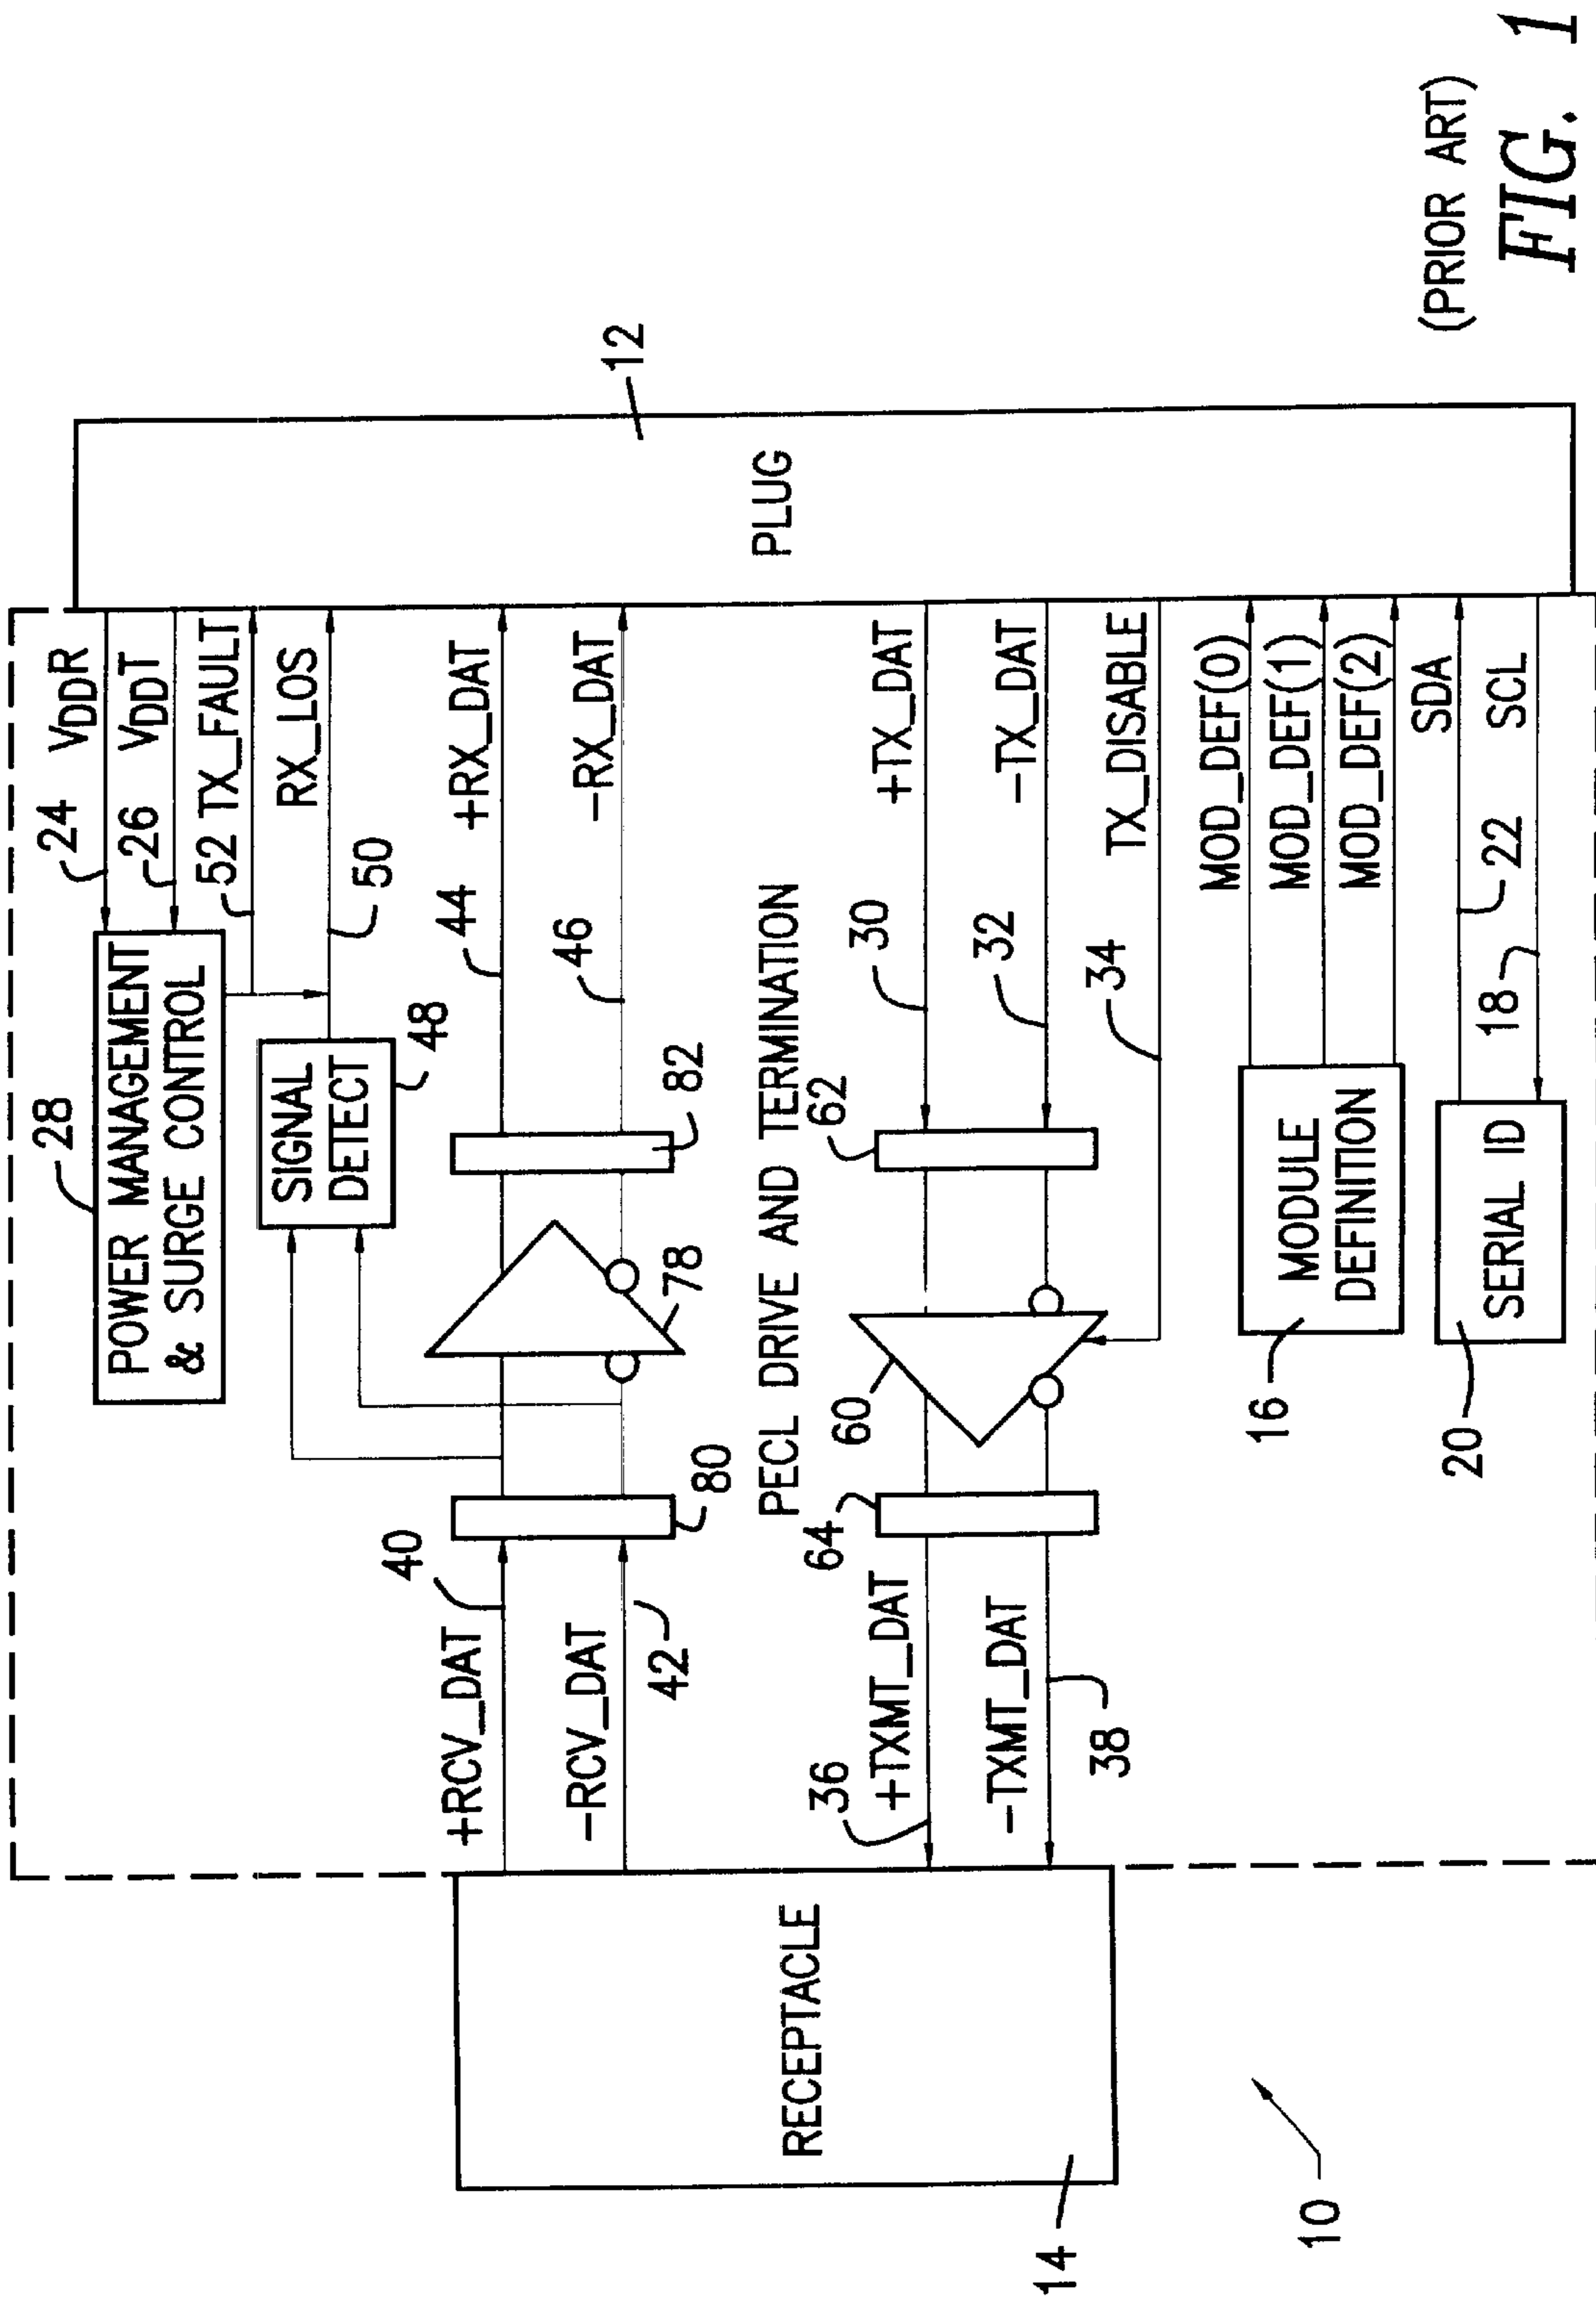 28
POWER MANAGEMENT
& SURGE CONTROL
24
VDDR
26
VDDT
52 TX_FAULT
RX_LOS
50
SIGNAL
DETECT
48
+RCV_DAT
40
-RCV_DAT
42
80
78
82
44
+RX_DAT
46
-RX_DAT
RECEPTACLE
14
PLUG
12
PECL DRIVE AND TERMINATION
36
+TXMT_DAT
-TXMT_DAT
38
64
60
62
30
+TX_DAT
32
-TX_DAT
34
TX_DISABLE
16
MODULE
DEFINITION
MOD_DEF(0)
MOD_DEF(1)
MOD_DEF(2)
20
SERIAL ID
22
SDA
18
SCL
10
(PRIOR ART)
FIG. 1